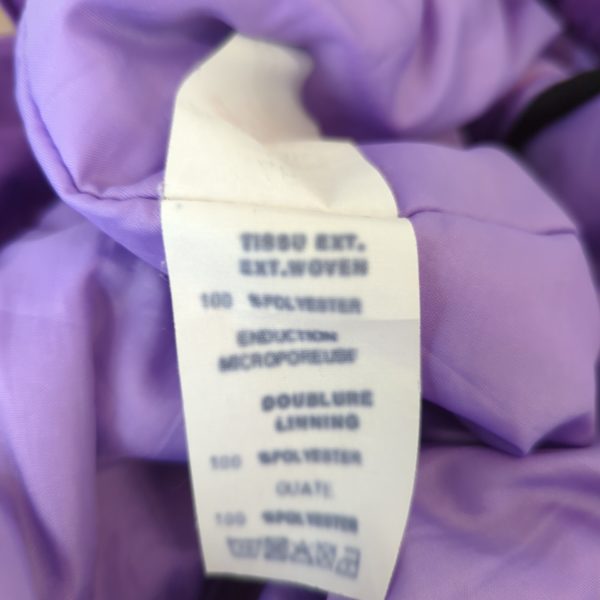 TISSU EXT.
EXT.WOVEN
100 %POLYESTER
ENDUCTION
MICROPOREUSE
DOUBLURE
LINNING
100 %POLYESTER
OUATE
100 %POLYESTER